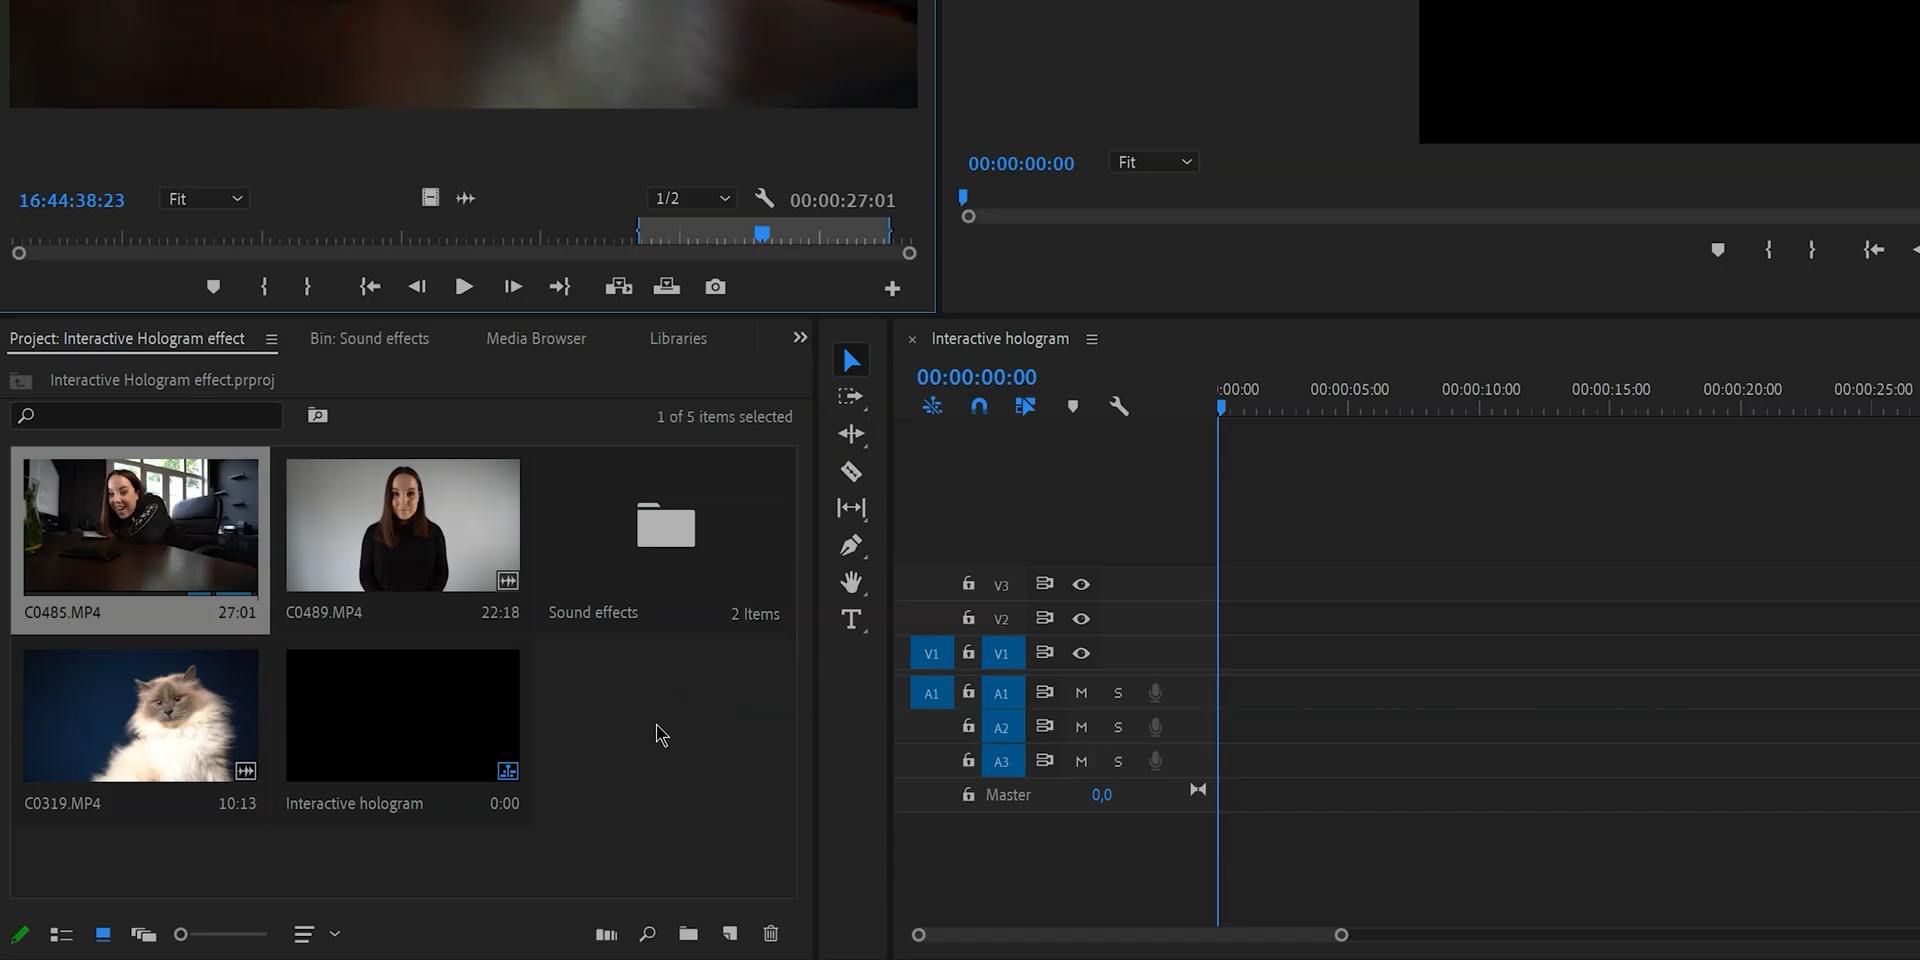 00:00:00:00 Fit
16:44:38:23 Fit 1/2 00:00:27:01
Project: Interactive Hologram effect Bin: Sound effects Media Browser Libraries
Interactive Hologram effect.prproj
1 of 5 items selected
C0485.MP4 27:01
C0489.MP4 22:18
Sound effects 2 Items
C0319.MP4 10:13
Interactive hologram 0:00
Interactive hologram
00:00:00:00
:00:00 00:00:05:00 00:00:10:00 00:00:15:00 00:00:20:00 00:00:25:00
V3
V2
V1 V1
A1 A1 M S
A2 M S
A3 M S
Master 0,0